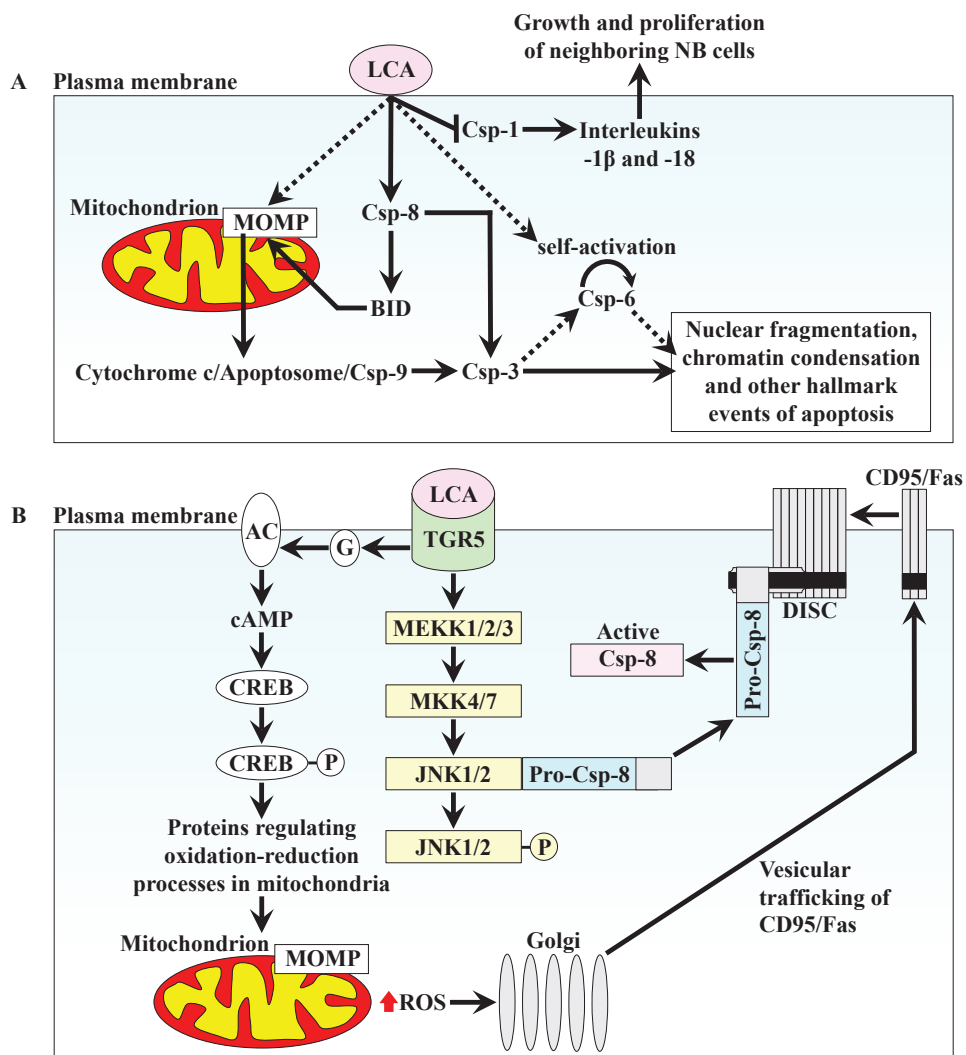 Growth and proliferation
of neighboring NB cells
A Plasma membrane
LCA
Csp-1
Interleukins
-1β and -18
Mitochondrion
MOMP
Csp-8
self-activation
BID
Csp-6
Cytochrome c/Apoptosome/Csp-9
Csp-3
Nuclear fragmentation,
chromatin condensation
and other hallmark
events of apoptosis
B Plasma membrane
AC
G
LCA
TGR5
CD95/Fas
DISC
cAMP
MEKK1/2/3
Active
Csp-8
Pro-Csp-8
CREB
MKK4/7
CREB
P
JNK1/2
Pro-Csp-8
JNK1/2
P
Proteins regulating
oxidation-reduction
processes in mitochondria
Vesicular
trafficking of
CD95/Fas
Mitochondrion
MOMP
ROS
Golgi